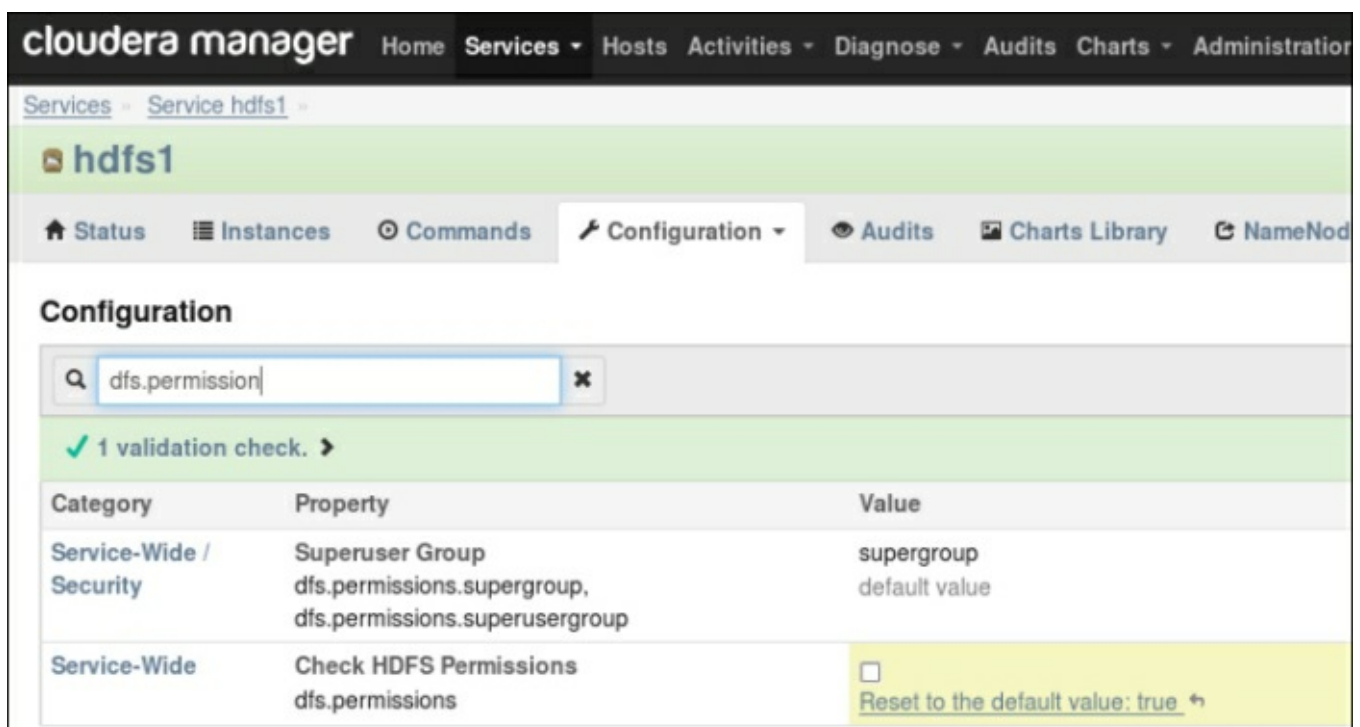 cloudera manager Home Services Hosts Activities Diagnose Audits Charts Administration
Services Service hdfs1
hdfs1
Status Instances Commands Configuration Audits Charts Library NameNod
Configuration
dfs.permission
1 validation check.
Category Property Value
Service-Wide / Superuser Group supergroup
Security dfs.permissions.supergroup, default value
dfs.permissions.superusergroup
Service-Wide Check HDFS Permissions
dfs.permissions Reset to the default value: true